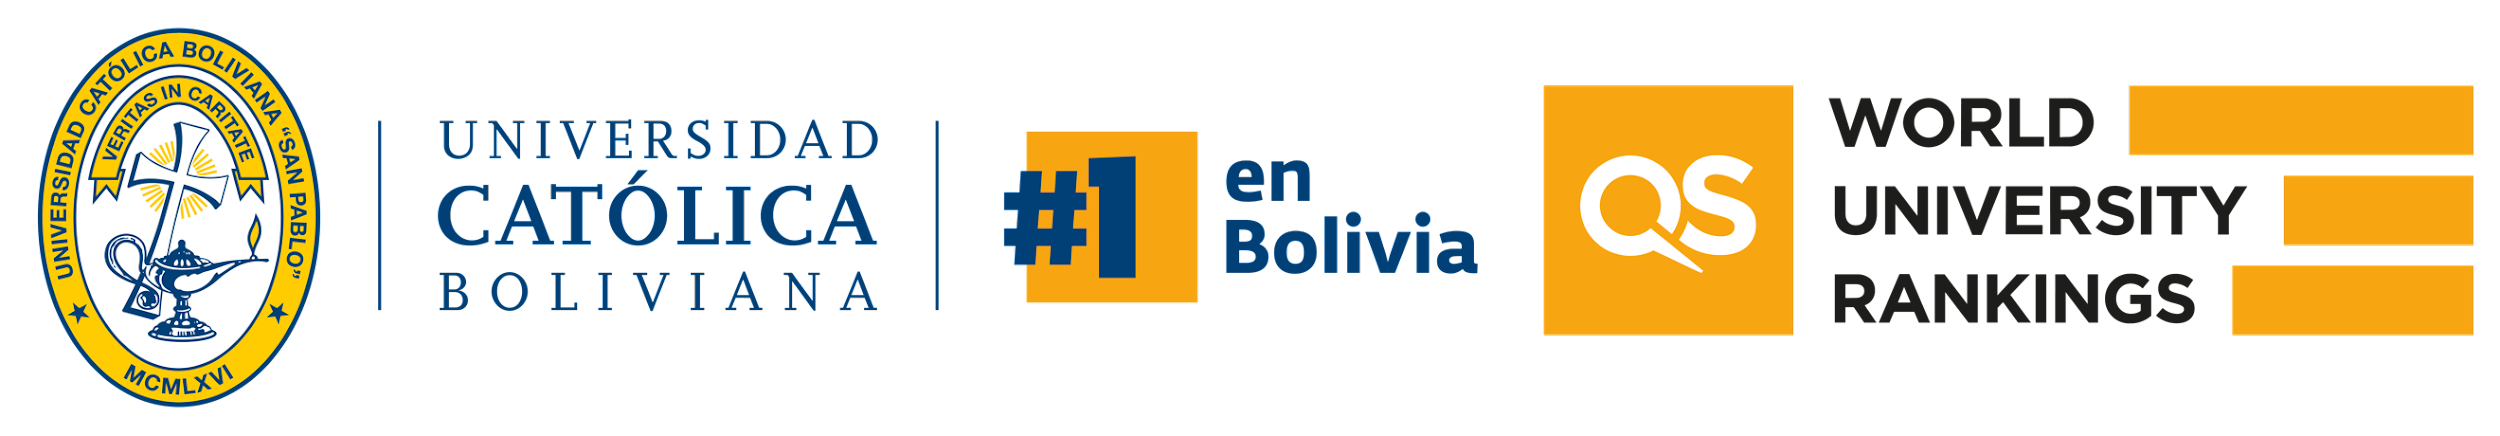 UNIVERSIDAD CATÓLICA BOLIVIANA “SAN PABLO”
VERITAS IN CARITATE
MCMLXVI
UNIVERSIDAD
CATÓLICA
BOLIVIANA
#1
en
Bolivia
QS
WORLD
UNIVERSITY
RANKINGS